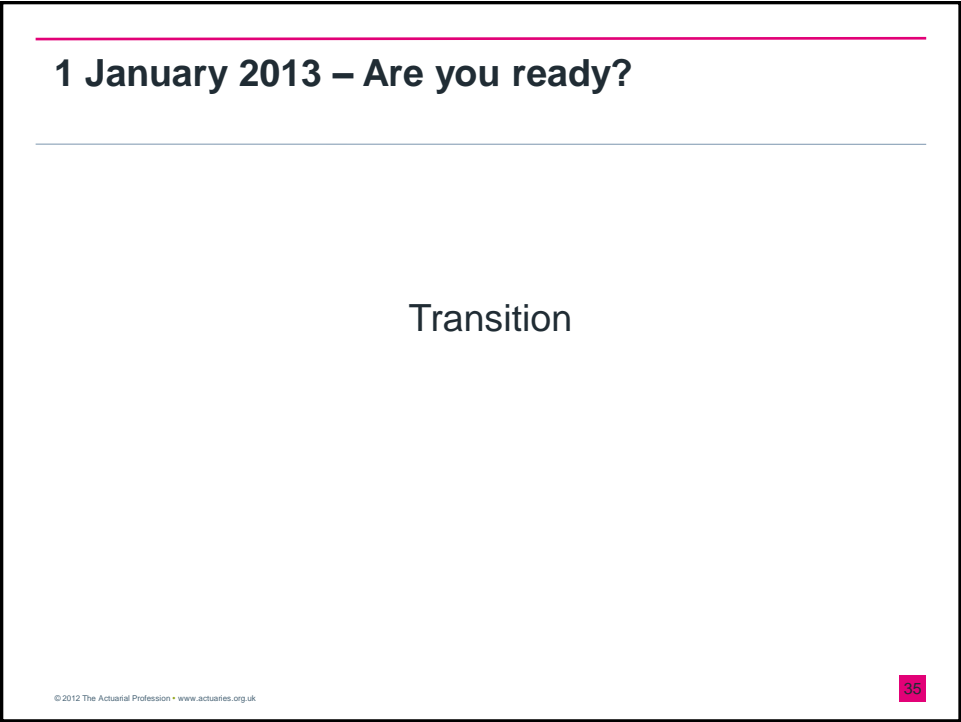 1 January 2013 – Are you ready?
Transition
© 2012 The Actuarial Profession • www.actuaries.org.uk
35